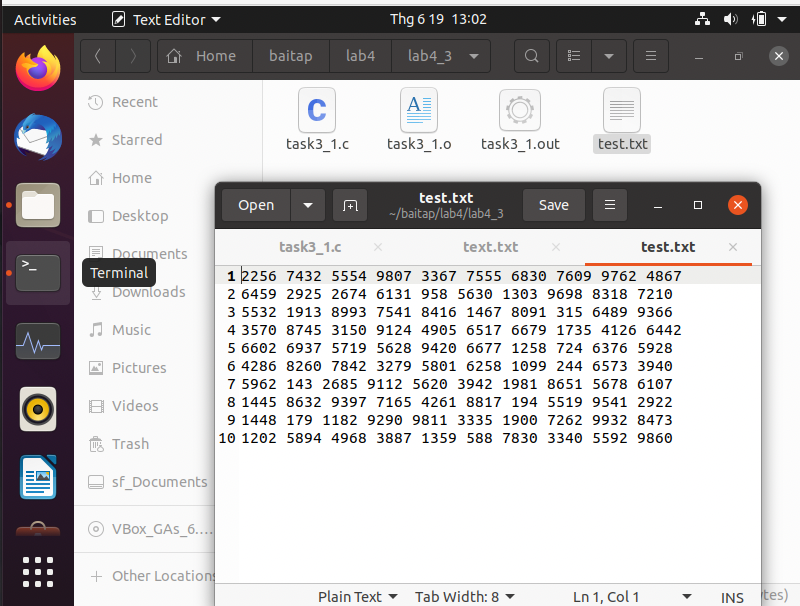 Activities Text Editor Thg 6 19 13:02
Home baitap lab4 lab4_3
Recent
Starred
Home
Desktop
Documents
Downloads
Music
Pictures
Videos
Trash
sf_Documents
VBox_GAs_6....
Other Locations
Terminal
task3_1.c task3_1.o task3_1.out test.txt
Open test.txt Save
~/baitap/lab4/lab4_3
task3_1.c text.txt test.txt
1 2256 7432 5554 9807 3367 7555 6830 7609 9762 4867
2 6459 2925 2674 6131 958 5630 1303 9698 8318 7210
3 5532 1913 8993 7541 8416 1467 8091 315 6489 9366
4 3570 8745 3150 9124 4905 6517 6679 1735 4126 6442
5 6602 6937 5719 5628 9420 6677 1258 724 6376 5928
6 4286 8260 7842 3279 5801 6258 1099 244 6573 3940
7 5962 143 2685 9112 5620 3942 1981 8651 5678 6107
8 1445 8632 9397 7165 4261 8817 194 5519 9541 2922
9 1448 179 1182 9290 9811 3335 1900 7262 9932 8473
10 1202 5894 4968 3887 1359 588 7830 3340 5592 9860
Plain Text Tab Width: 8 Ln 1, Col 1 INS